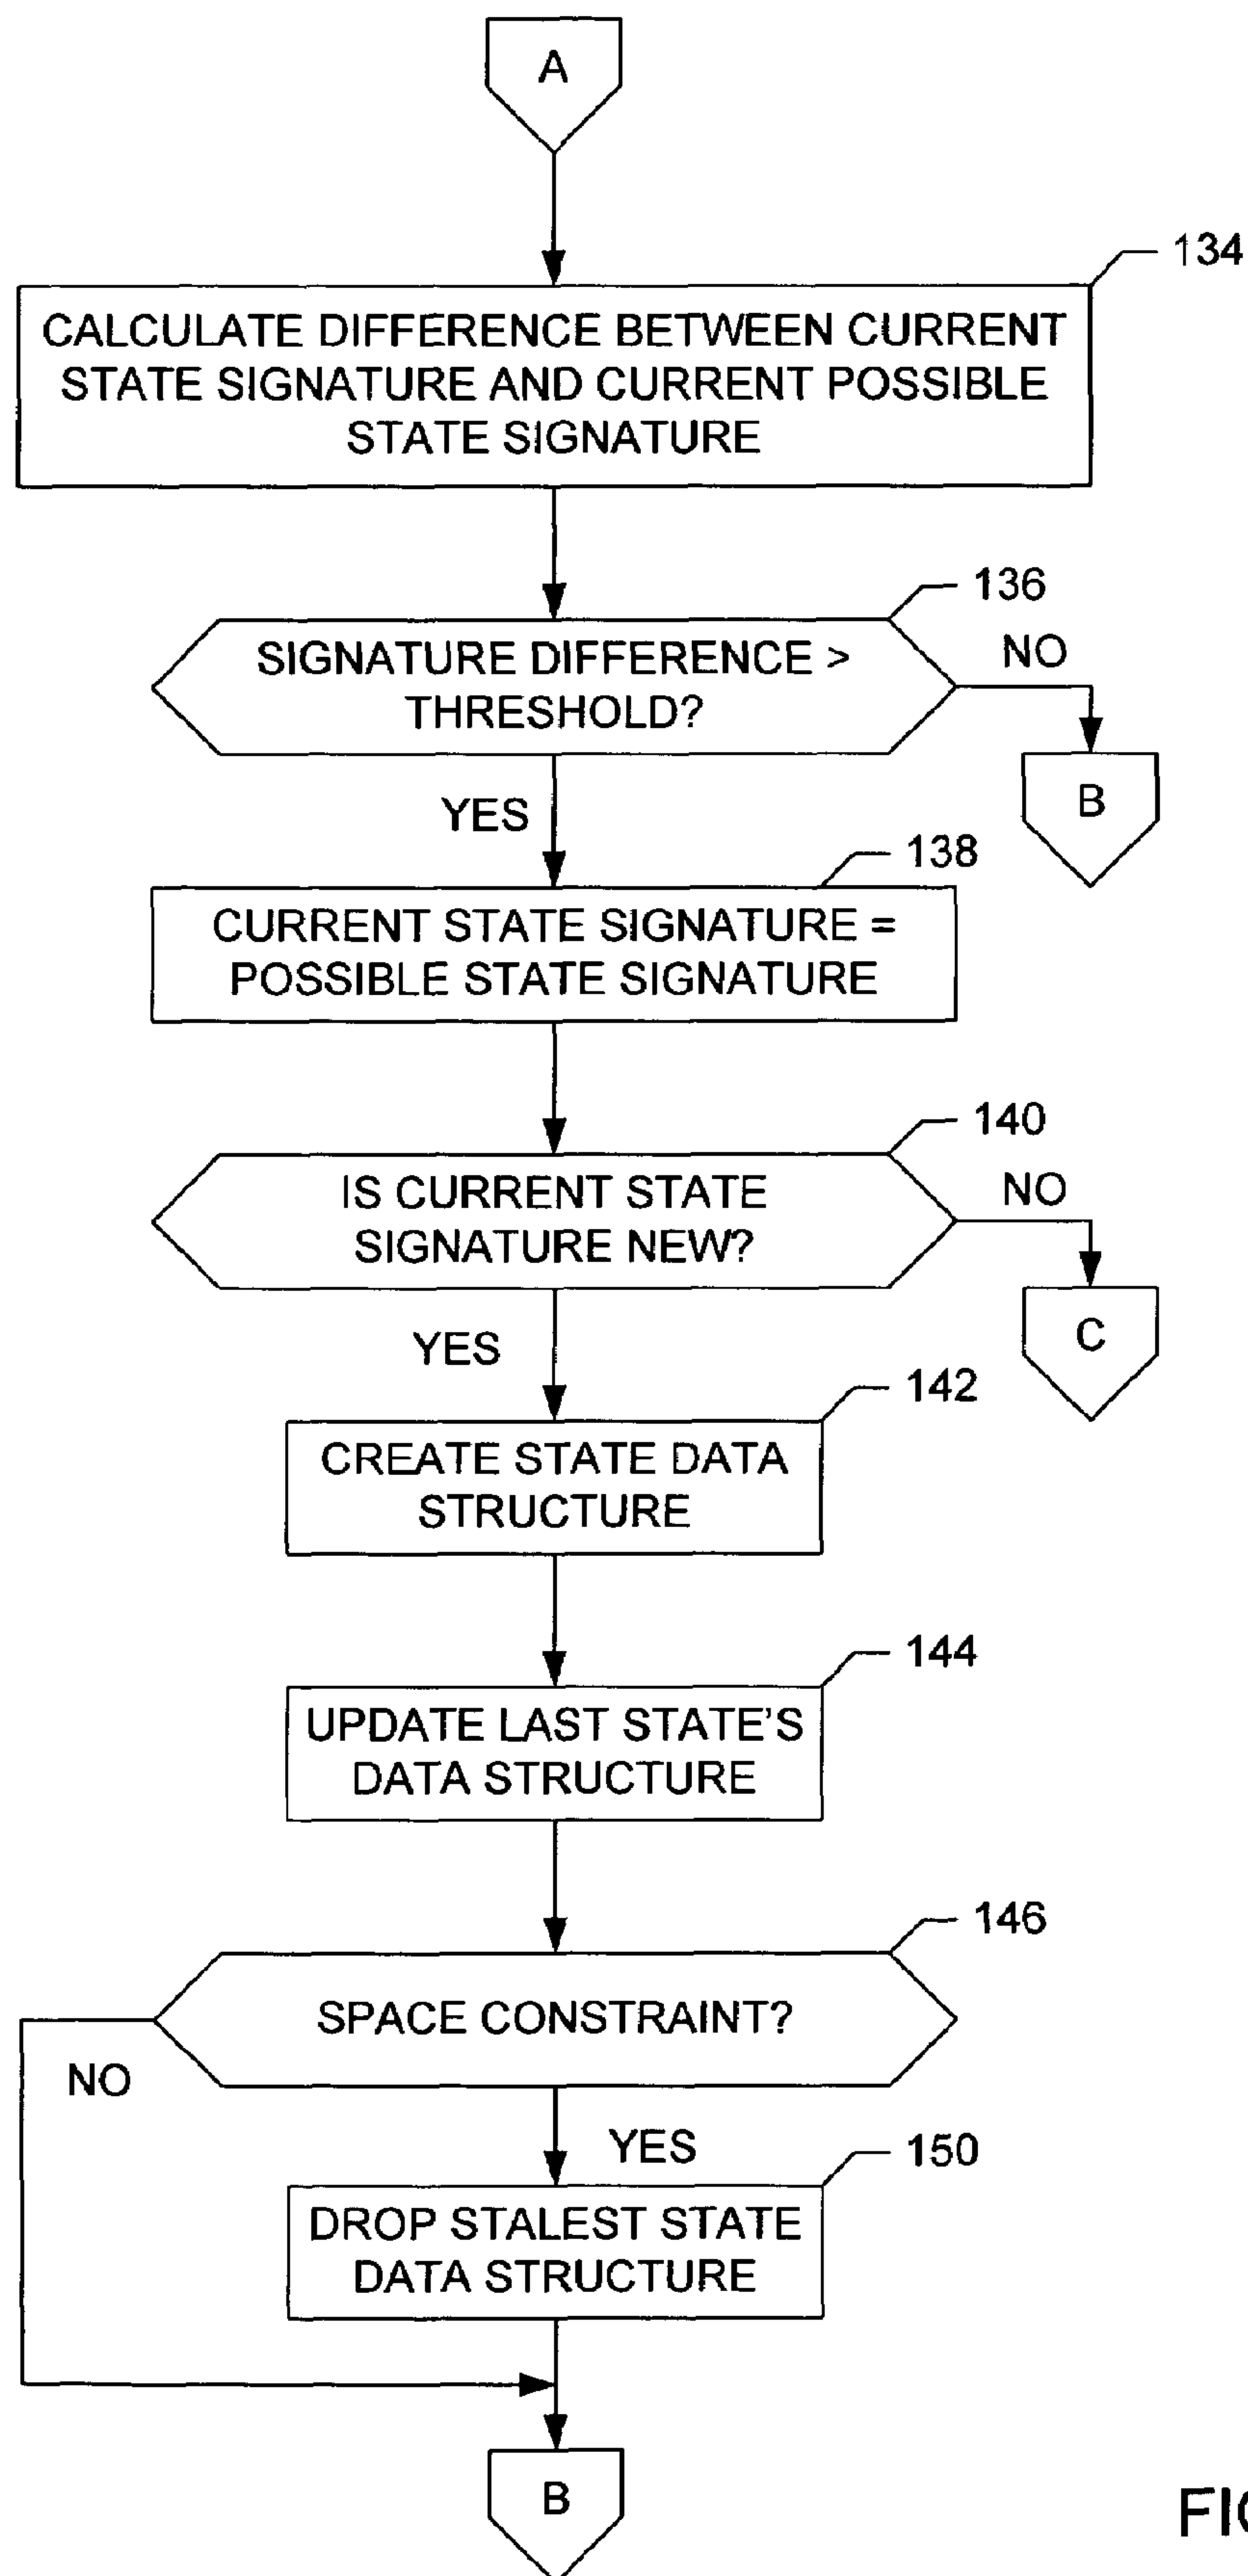 A
134
CALCULATE DIFFERENCE BETWEEN CURRENT
STATE SIGNATURE AND CURRENT POSSIBLE
STATE SIGNATURE
136
SIGNATURE DIFFERENCE >
THRESHOLD?
NO
B
YES
138
CURRENT STATE SIGNATURE =
POSSIBLE STATE SIGNATURE
140
IS CURRENT STATE
SIGNATURE NEW?
NO
C
YES
142
CREATE STATE DATA
STRUCTURE
144
UPDATE LAST STATE’S
DATA STRUCTURE
146
SPACE CONSTRAINT?
NO
YES
150
DROP STALEST STATE
DATA STRUCTURE
B